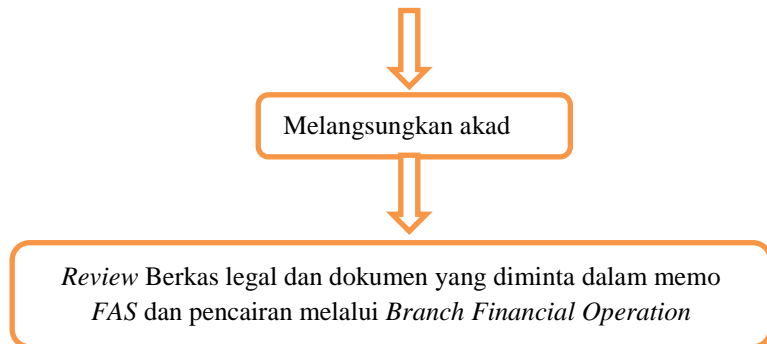 Melangsungkan akad
Review Berkas legal dan dokumen yang diminta dalam memo
FAS dan pencairan melalui Branch Financial Operation